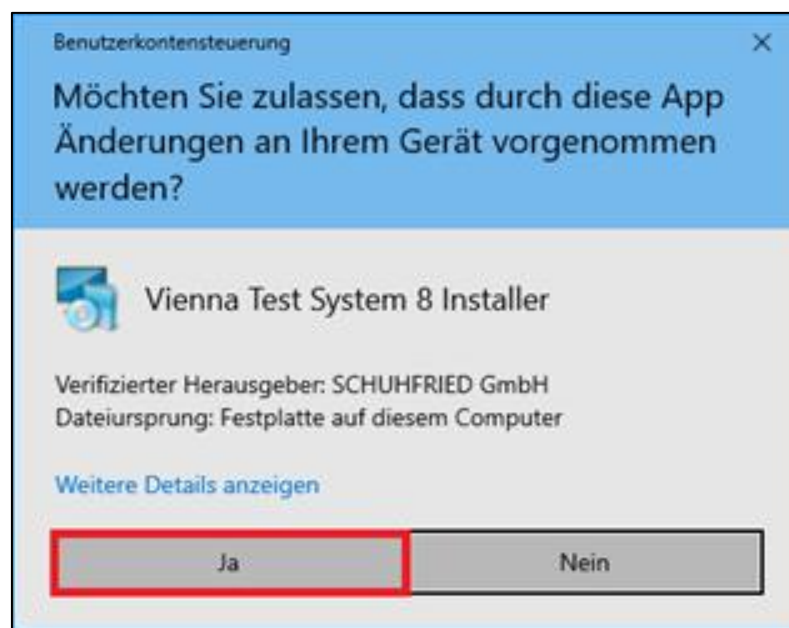 Benutzerkontensteuerung
Möchten Sie zulassen, dass durch diese App
Änderungen an Ihrem Gerät vorgenommen
werden?
Vienna Test System 8 Installer
Verifizierter Herausgeber: SCHUHFRIED GmbH
Dateiursprung: Festplatte auf diesem Computer
Weitere Details anzeigen
Ja
Nein